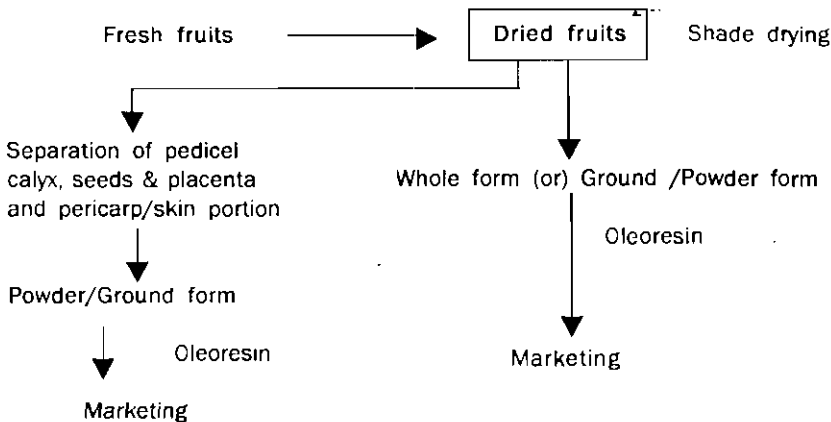 Fresh fruits
Dried fruits
Shade drying
Separation of pedicel
calyx, seeds & placenta
and pericarp/skin portion
Whole form (or) Ground /Powder form
Oleoresin
Powder/Ground form
Oleoresin
Marketing
Marketing